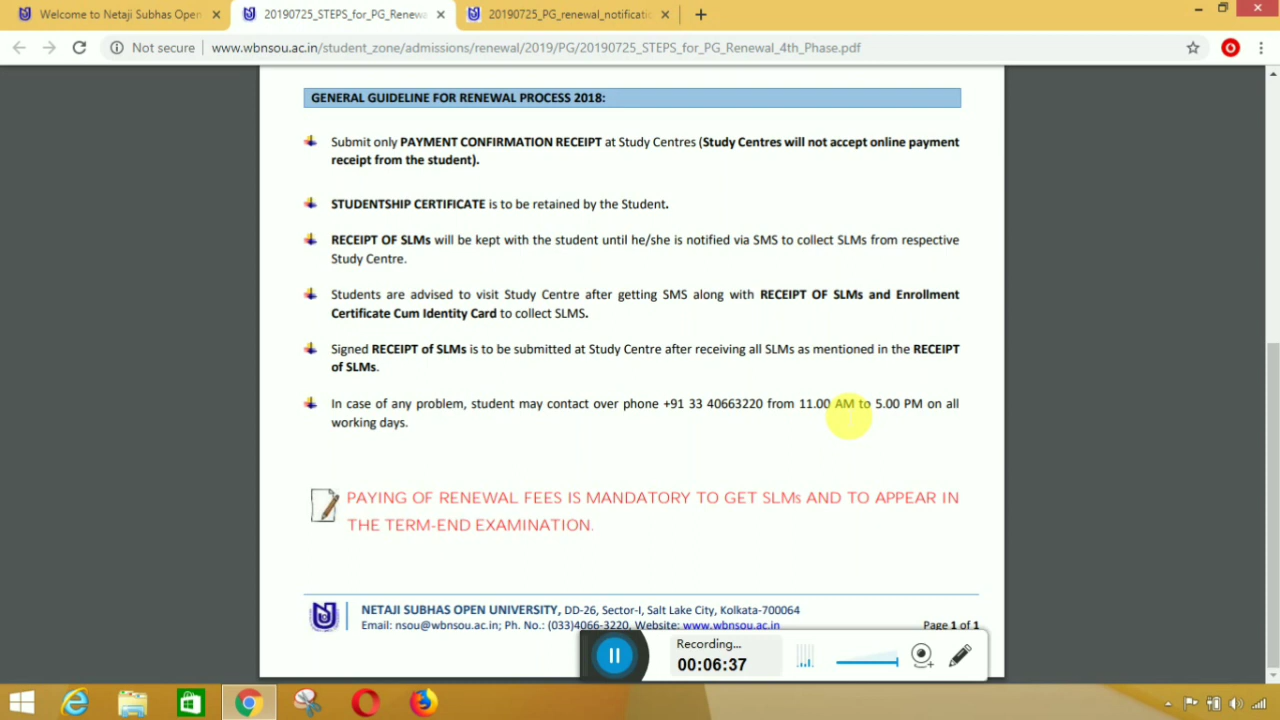 Welcome to Netaji Subhas Open
20190725_STEPS_for_PG_Renewa
20190725_PG_renewal_notificatio
Not secure
www.wbnsou.ac.in/student_zone/admissions/renewal/2019/PG/20190725_STEPS_for_PG_Renewal_4th_Phase.pdf
GENERAL GUIDELINE FOR RENEWAL PROCESS 2018:
Submit only PAYMENT CONFIRMATION RECEIPT at Study Centres (Study Centres will not accept online payment
receipt from the student).
STUDENTSHIP CERTIFICATE is to be retained by the Student.
RECEIPT OF SLMs will be kept with the student until he/she is notified via SMS to collect SLMs from respective
Study Centre.
Students are advised to visit Study Centre after getting SMS along with RECEIPT OF SLMs and Enrollment
Certificate Cum Identity Card to collect SLMS.
Signed RECEIPT of SLMs is to be submitted at Study Centre after receiving all SLMs as mentioned in the RECEIPT
of SLMs.
In case of any problem, student may contact over phone +91 33 40663220 from 11.00 AM to 5.00 PM on all
working days.
PAYING OF RENEWAL FEES IS MANDATORY TO GET SLMs AND TO APPEAR IN
THE TERM-END EXAMINATION.
NETAJI SUBHAS OPEN UNIVERSITY, DD-26, Sector-I, Salt Lake City, Kolkata-700064
Email: nsou@wbnsou.ac.in; Ph. No.: (033)4066-3220, Website: www.wbnsou.ac.in
Page 1 of 1
Recording...
00:06:37